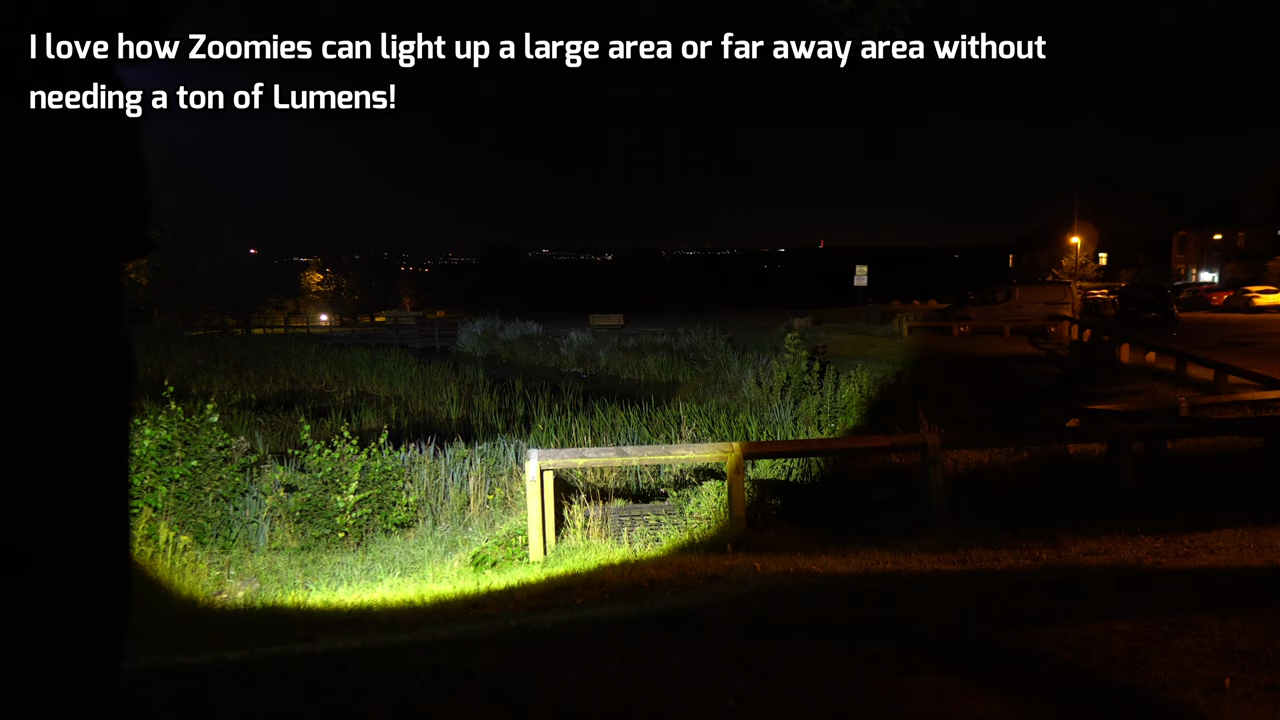 I love how Zoomies can light up a large area or far away area without
needing a ton of Lumens!